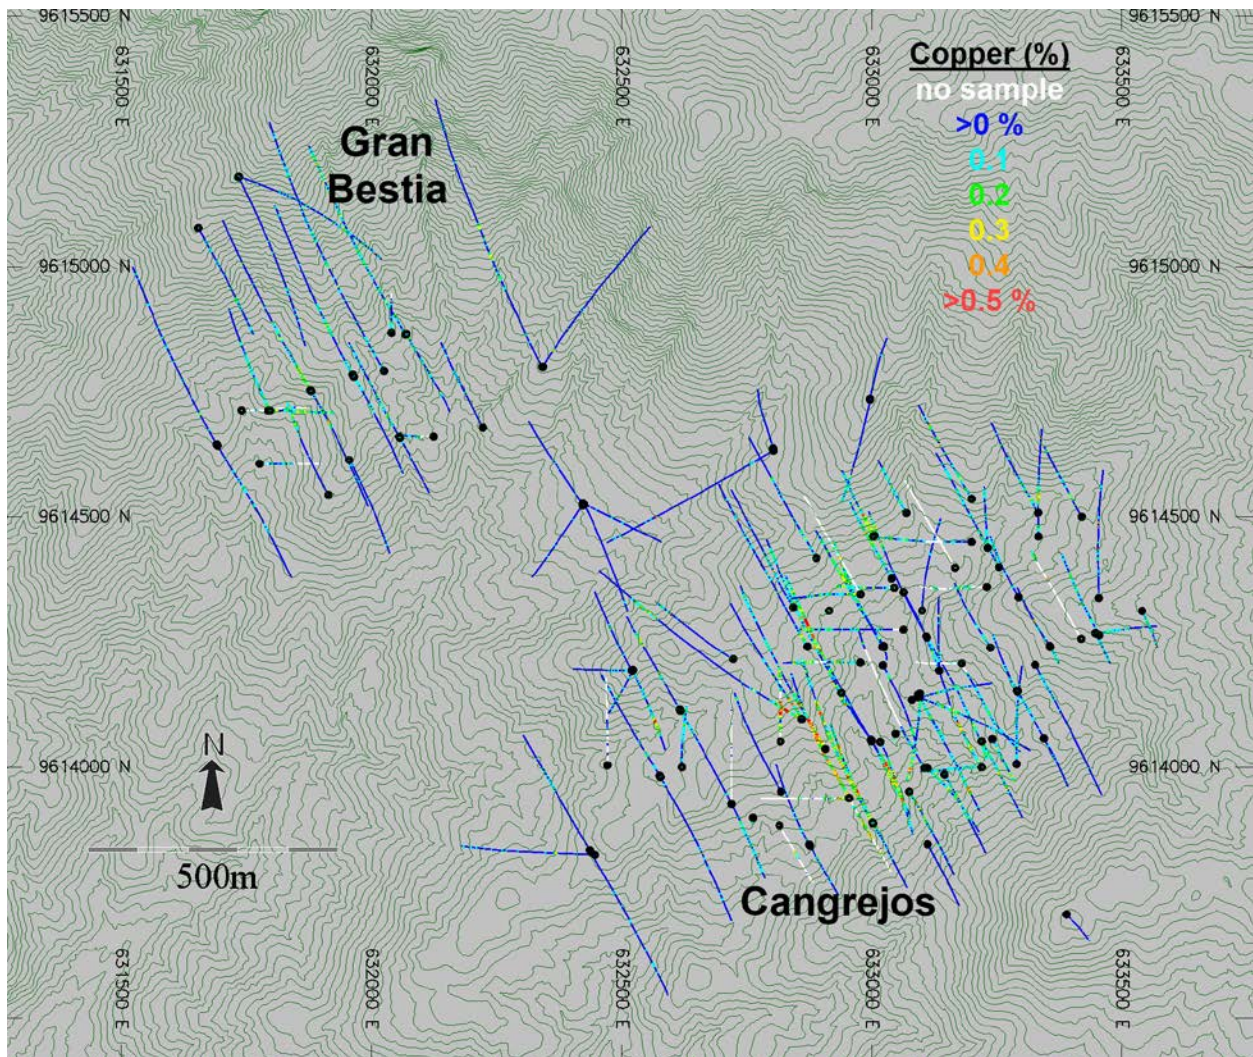 9615500 N
9615500 N
631500 E
632000 E
632500 E
633000 E
633500 E
Copper (%)
no sample
>0 %
0.1
0.2
0.3
0.4
>0.5 %
Gran
Bestia
9615000 N
9615000 N
9614500 N
9614500 N
N
9614000 N
9614000 N
500m
Cangrejos
631500 E
632000 E
632500 E
633000 E
633500 E